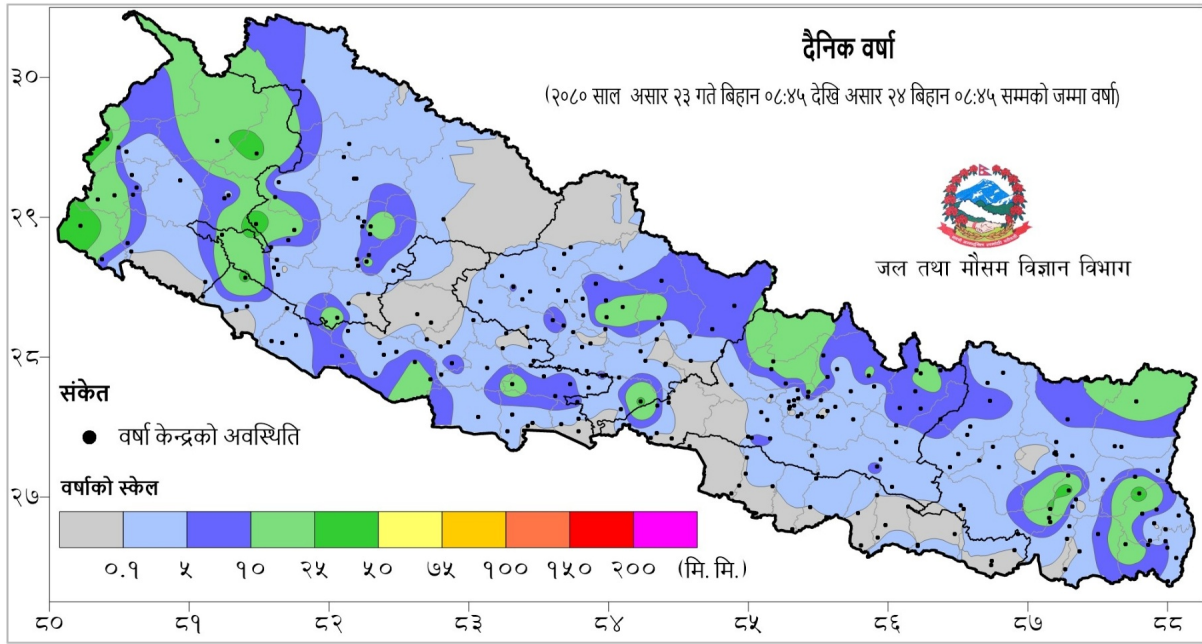 दैनिक वर्षा
(२०८० साल असार २३ गते बिहान ०८:४५ देखि असार २४ बिहान ०८:४५ सम्मको जम्मा वर्षा)
३०
२९
जल तथा मौसम विज्ञान विभाग
२८
संकेत
वर्षा केन्द्रको अवस्थिति
२७
वर्षाको स्केल
०.१ ५ १० २५ ५० ७५ १०० १५० २०० (मि.मि.)
८० ८१ ८२ ८३ ८४ ८५ ८६ ८७ ८८